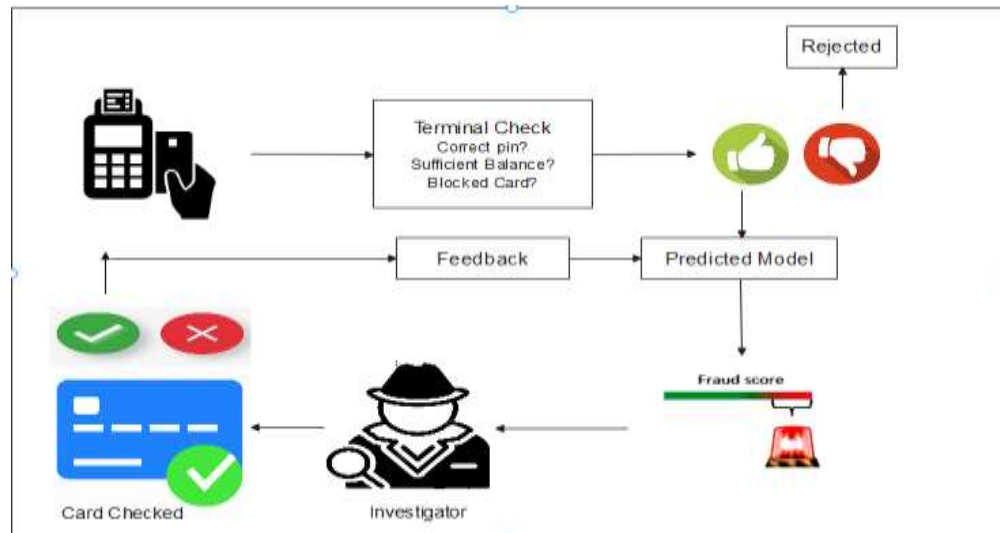 Rejected
Terminal Check
Correct pin?
Sufficient Balance?
Blocked Card?
Feedback
Predicted Model
Fraud score
Card Checked
Investigator